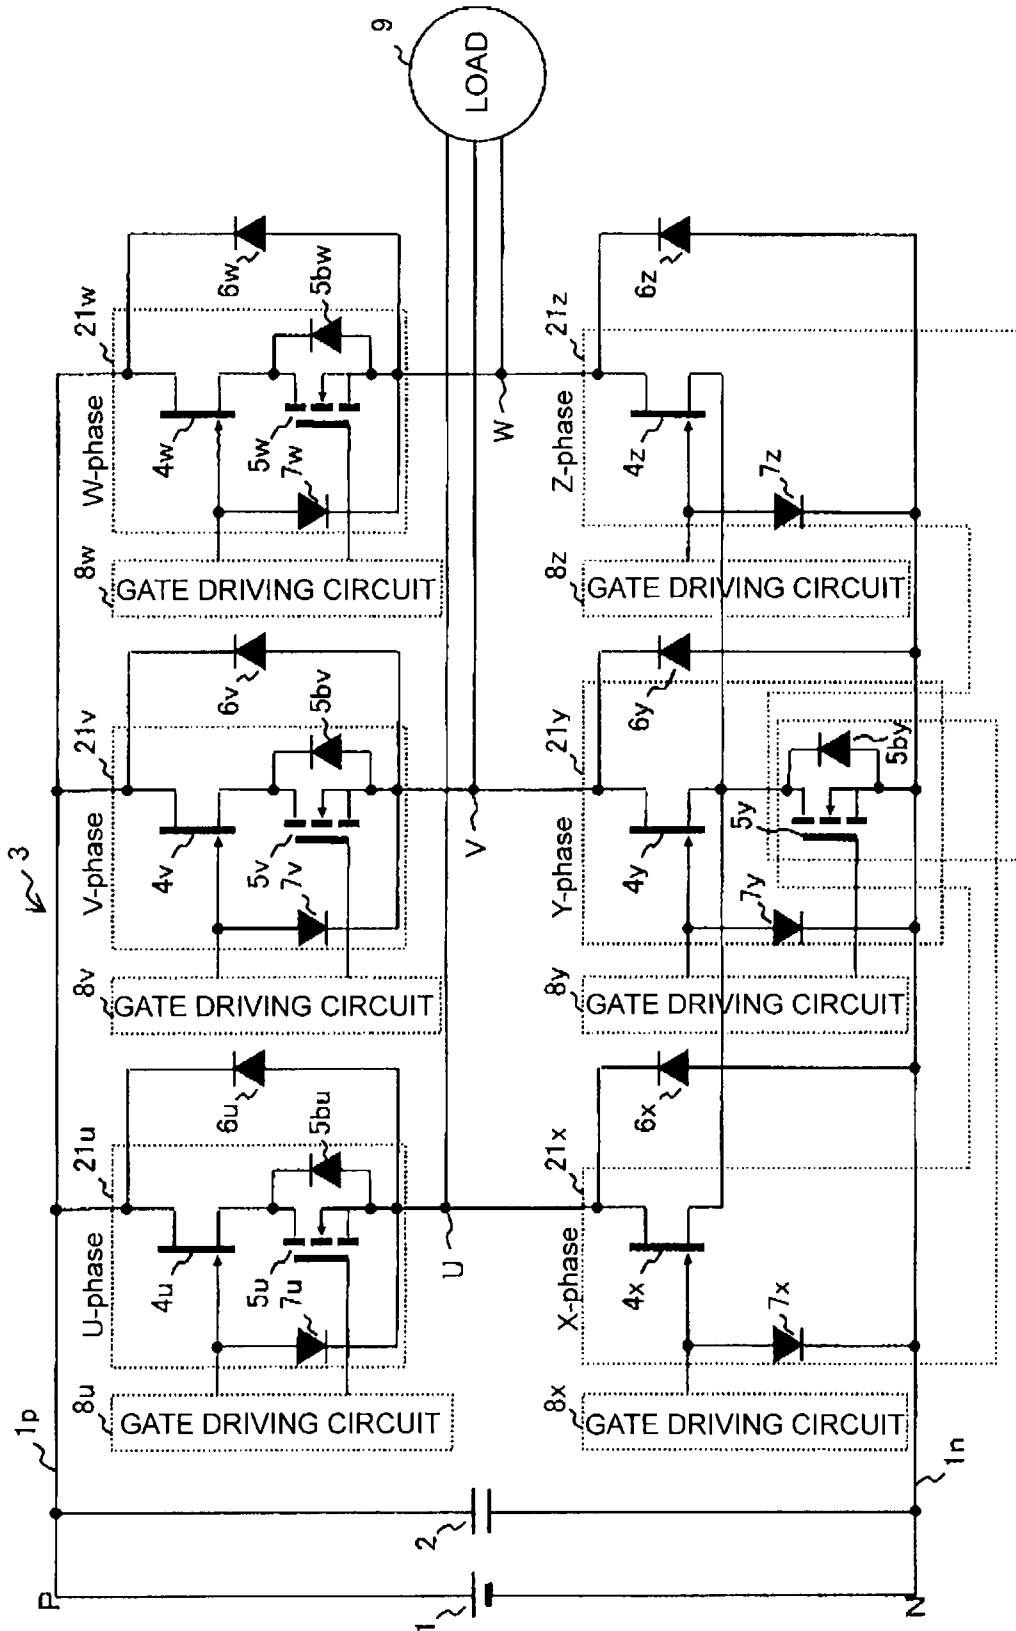 3
P
1p
8u
GATE DRIVING CIRCUIT
U-phase
21u
4u
5u
7u
5bu
6u
8v
GATE DRIVING CIRCUIT
V-phase
21v
4v
5v
7v
5bv
6v
8w
GATE DRIVING CIRCUIT
W-phase
21w
4w
5w
7w
5bw
6w
9
LOAD
1
2
U
V
W
8x
GATE DRIVING CIRCUIT
X-phase
21x
4x
7x
6x
8y
GATE DRIVING CIRCUIT
Y-phase
21y
4y
7y
5y
5by
6y
8z
GATE DRIVING CIRCUIT
Z-phase
21z
4z
7z
6z
N
1n